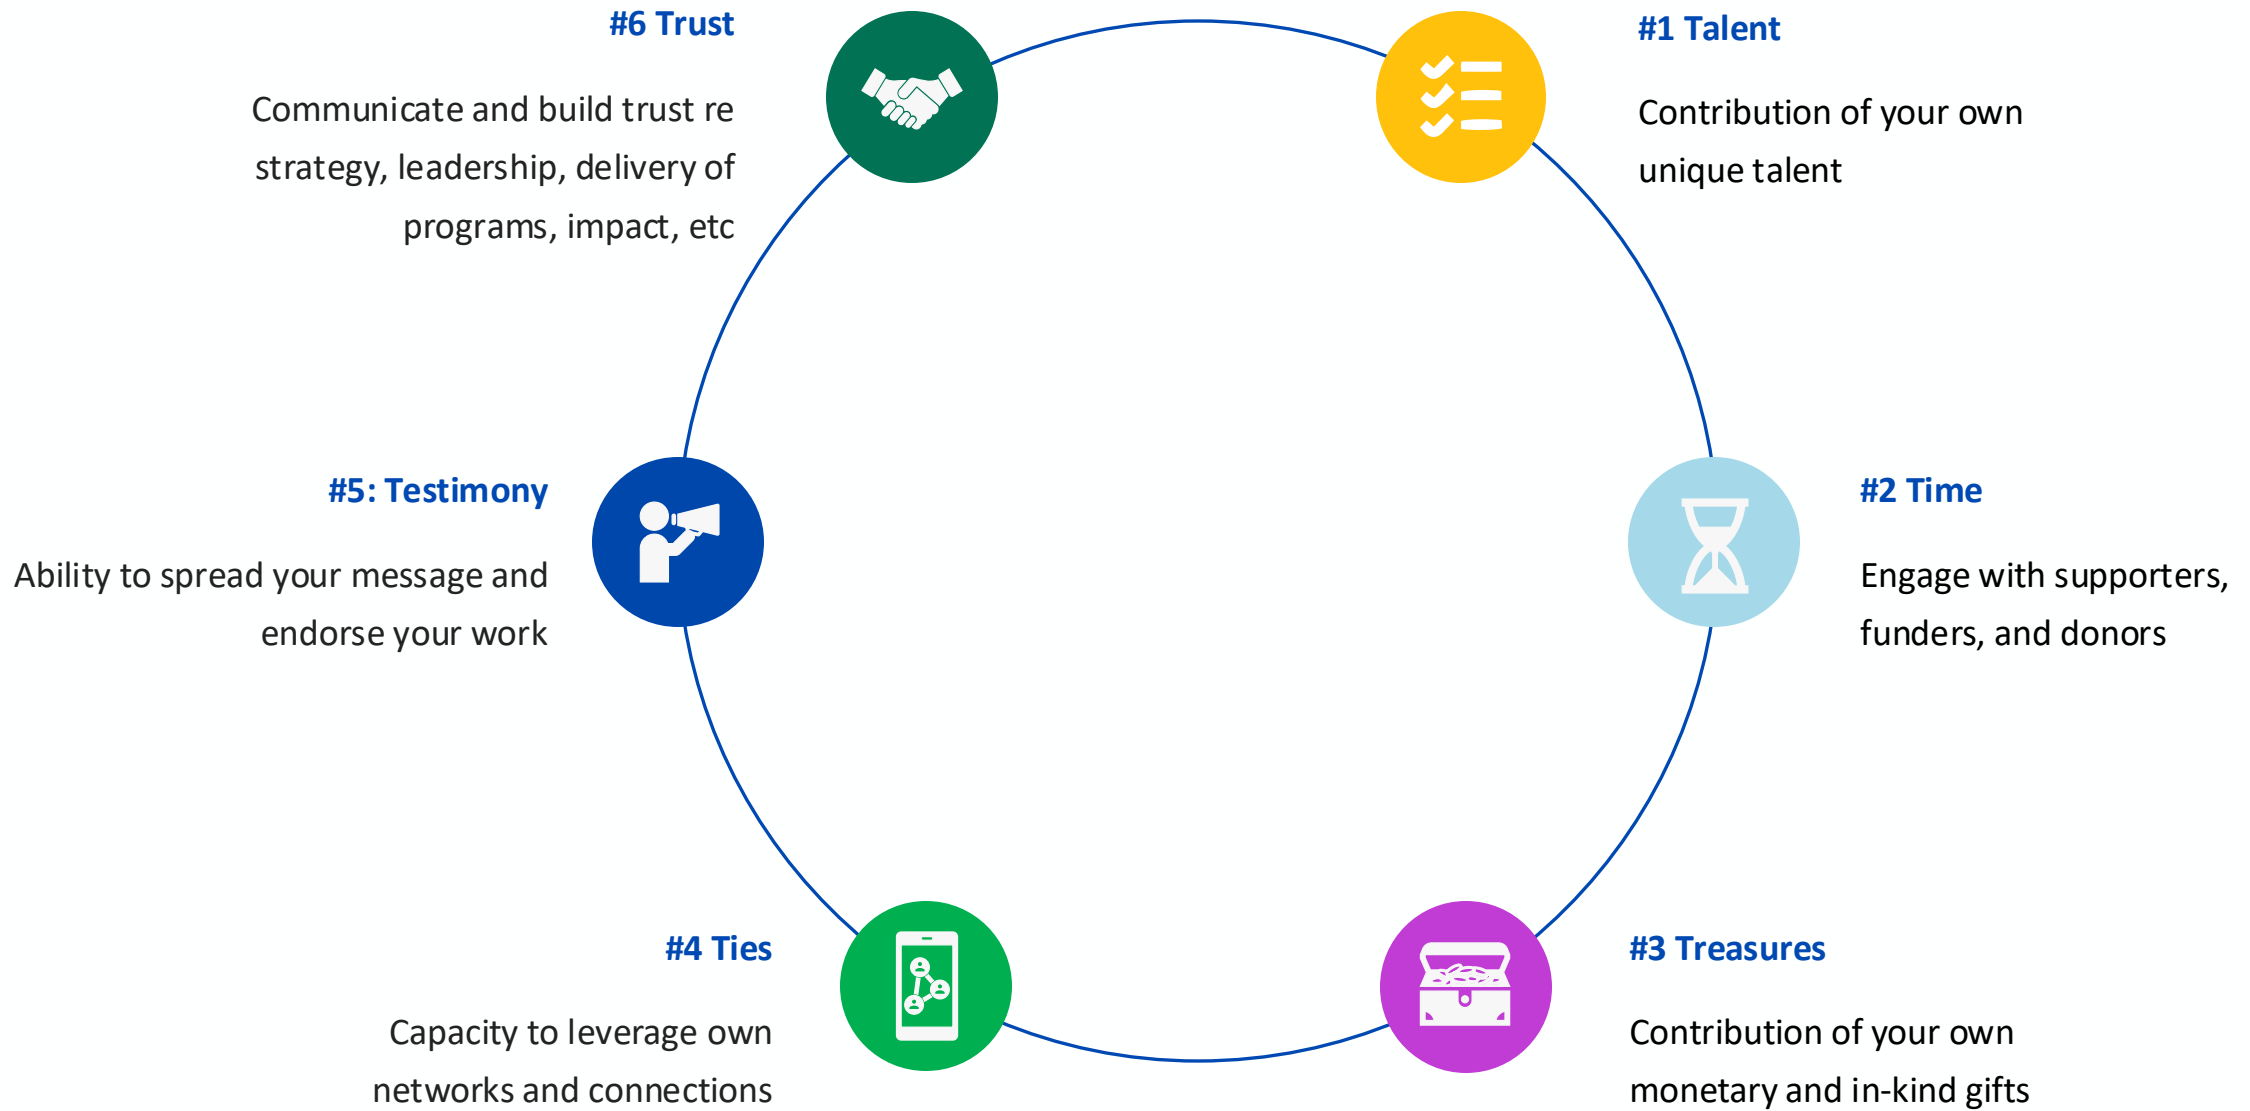 #1 Talent
Contribution of your own
unique talent
#2 Time
Engage with supporters,
funders, and donors
#3 Treasures
Contribution of your own
monetary and in-kind gifts
#4 Ties
Capacity to leverage own
networks and connections
#5: Testimony
Ability to spread your message and
endorse your work
#6 Trust
Communicate and build trust re
strategy, leadership, delivery of
programs, impact, etc